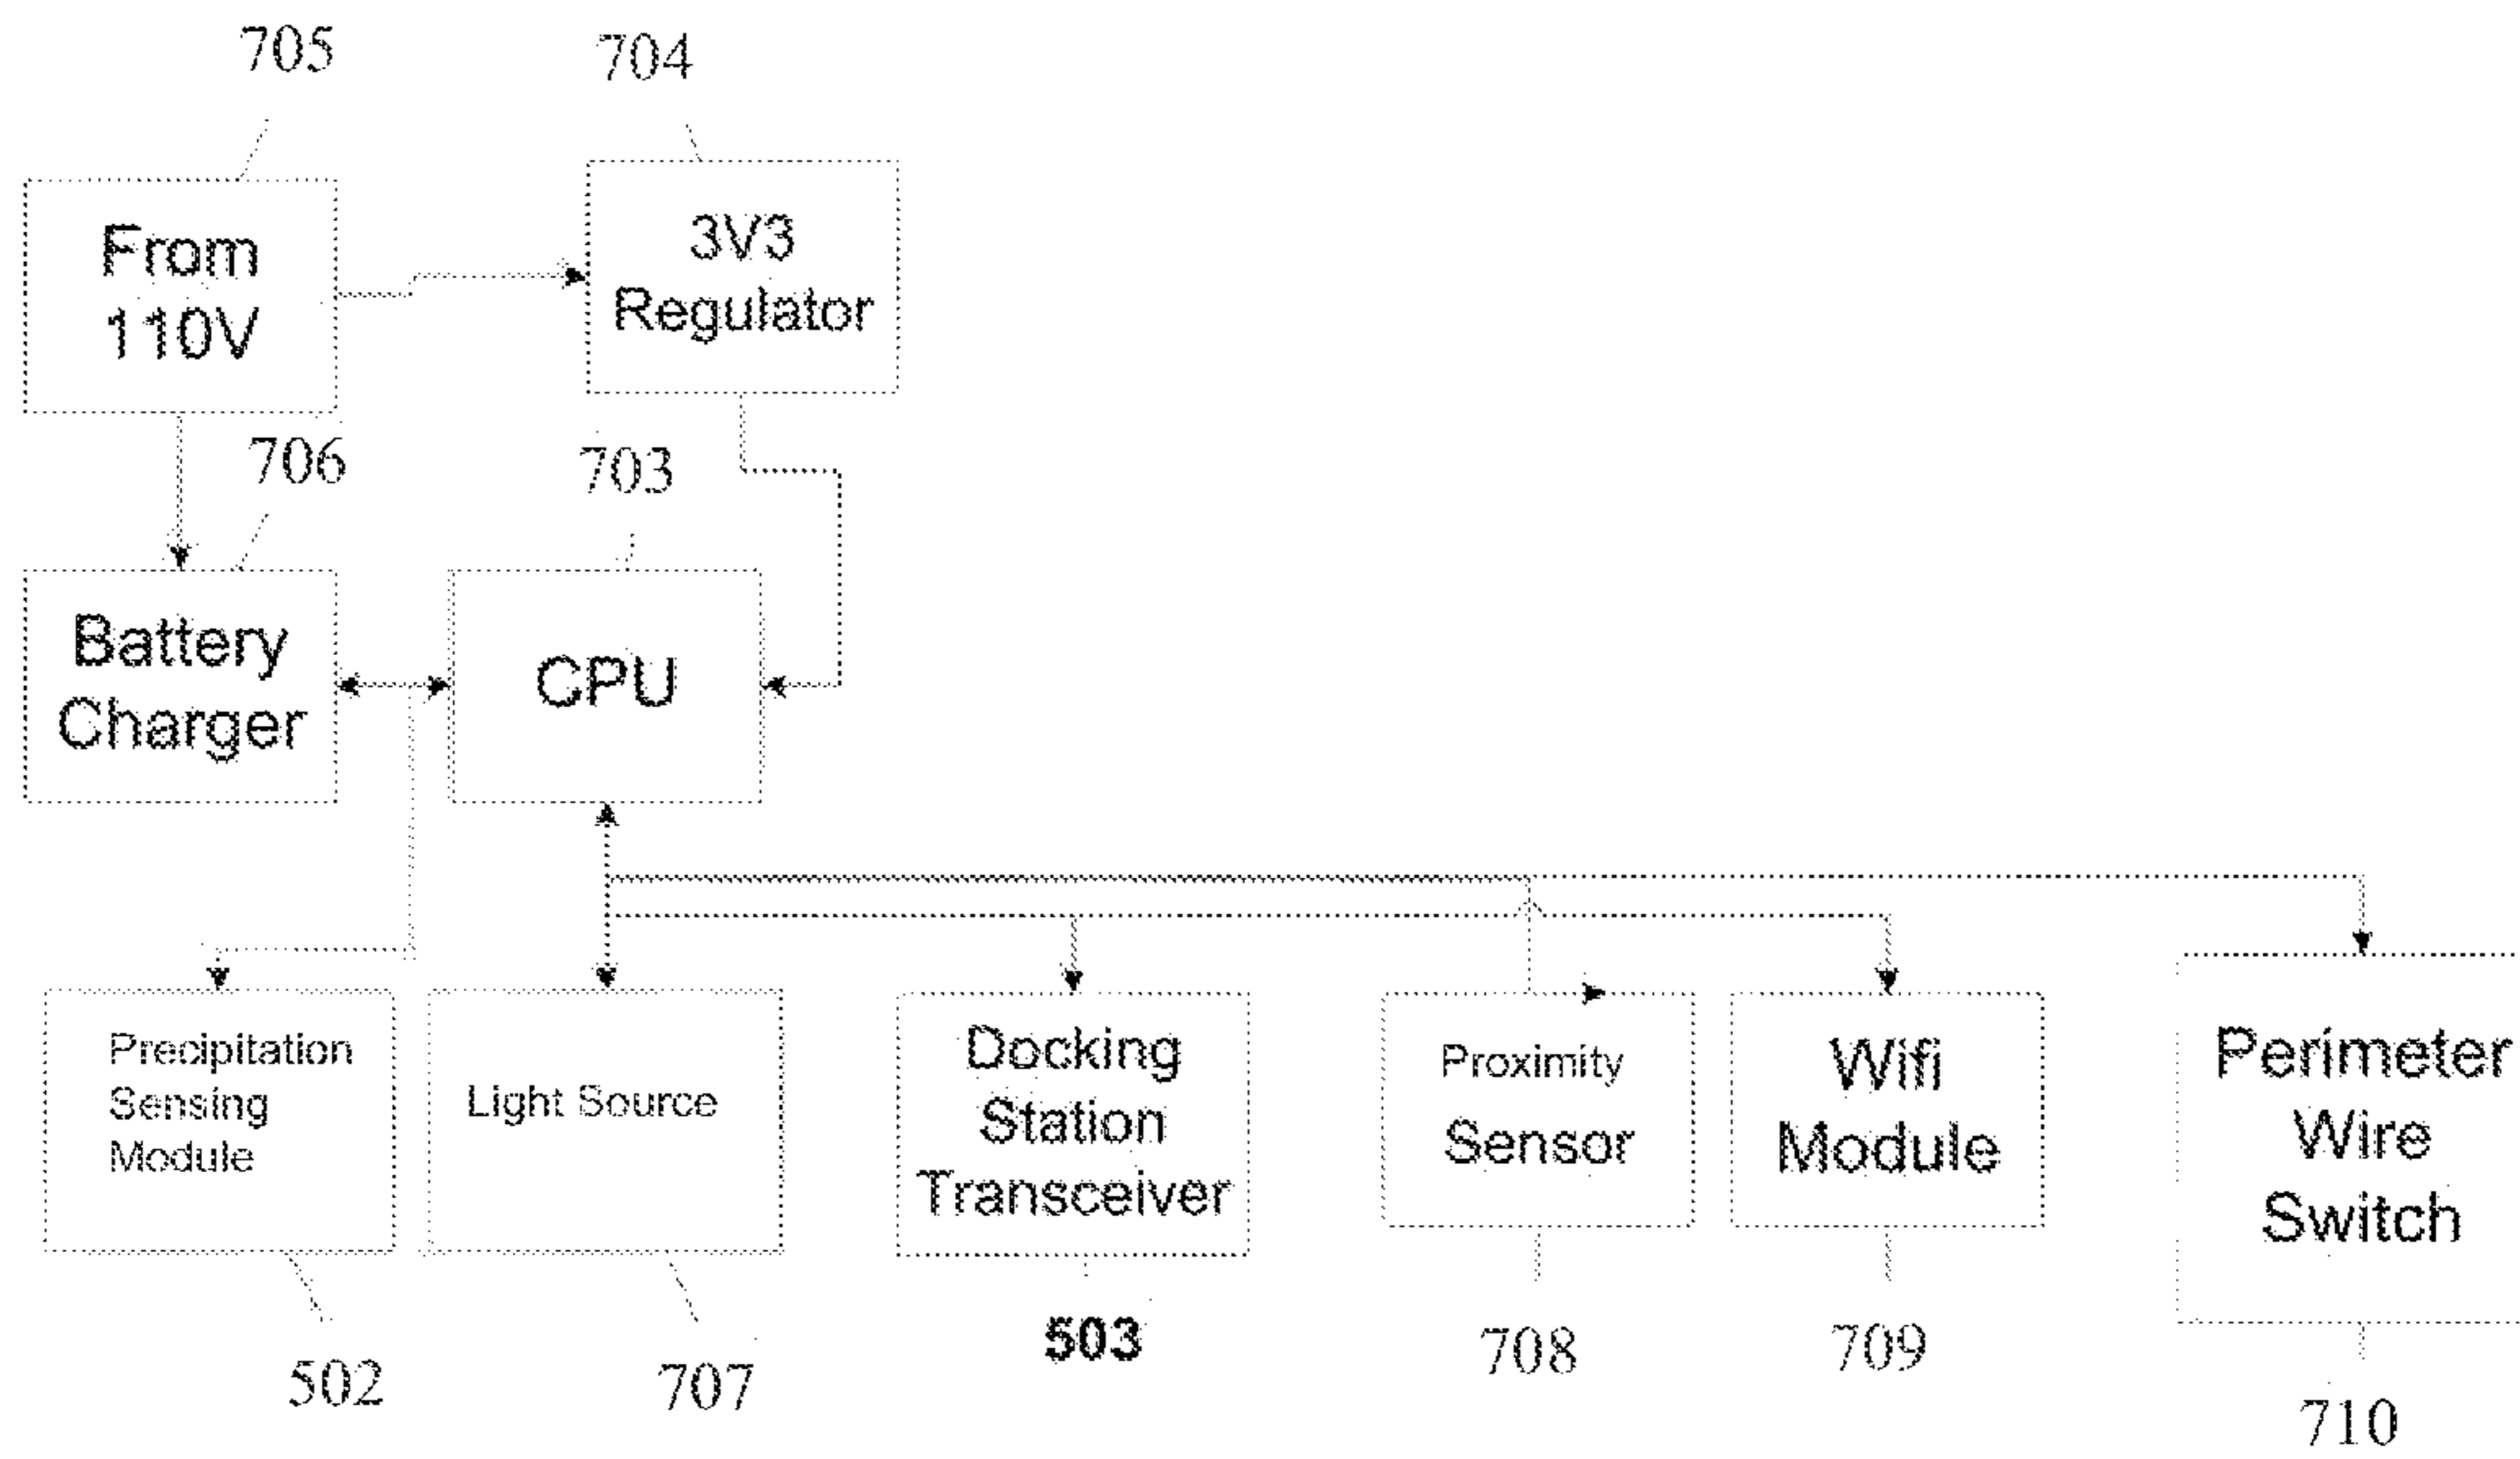 705
704
From
110V
3V3
Regulator
706
703
Battery
Charger
CPU
Precipitation
Sensing
Module
Light Source
Docking
Station
Transceiver
Proximity
Sensor
Wifi
Module
Perimeter
Wire
Switch
502
707
503
708
709
710